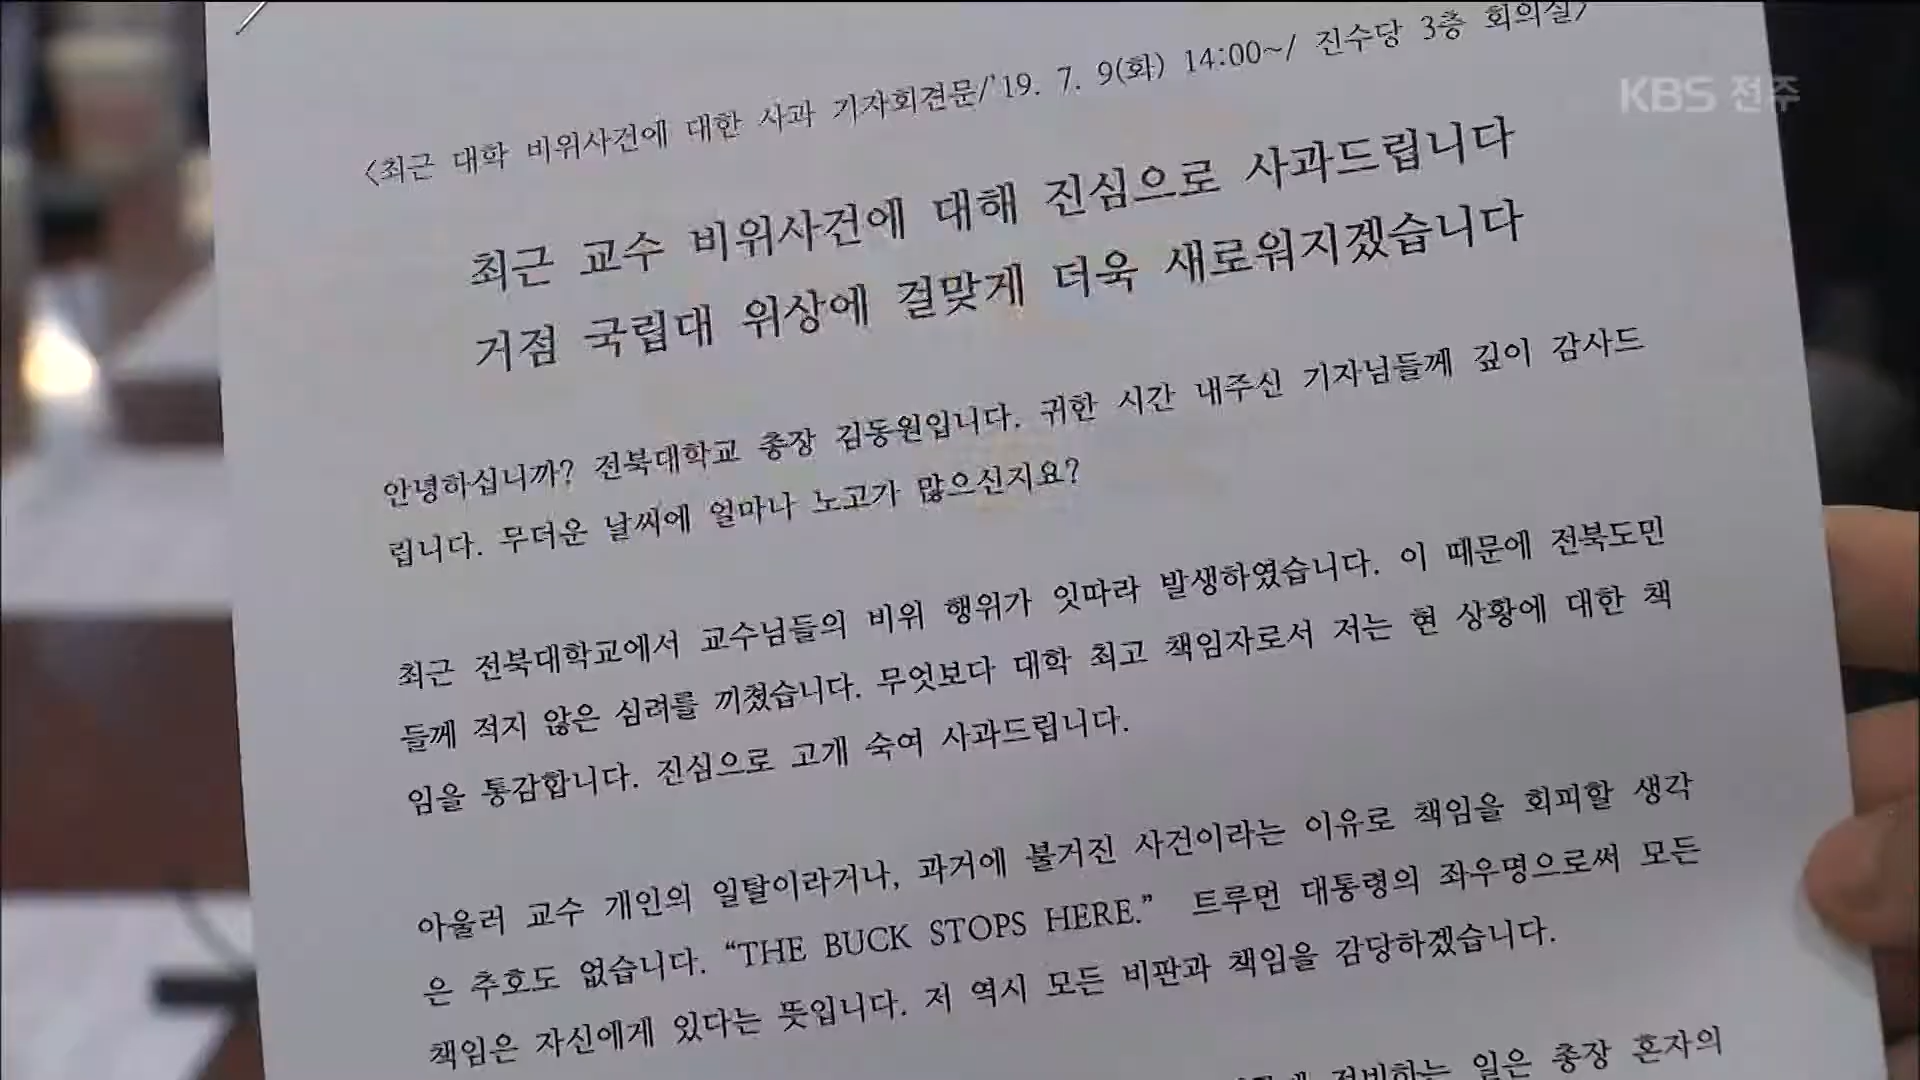 <최근 대학 비위사건에 대한 사과 기자회견문/'19. 7. 9(화) 14:00~/ 진수당 3층 회의실>
KBS 전주
최근 교수 비위사건에 대해 진심으로 사과드립니다
거점 국립대 위상에 걸맞게 더욱 새로워지겠습니다
안녕하십니까? 전북대학교 총장 김동원입니다. 귀한 시간 내주신 기자님들께 깊이 감사드
립니다. 무더운 날씨에 얼마나 노고가 많으신지요?
최근 전북대학교에서 교수님들의 비위 행위가 잇따라 발생하였습니다. 이 때문에 전북도민
들께 적지 않은 심려를 끼쳤습니다. 무엇보다 대학 최고 책임자로서 저는 현 상황에 대한 책
임을 통감합니다. 진심으로 고개 숙여 사과드립니다.
아울러 교수 개인의 일탈이라거나, 과거에 불거진 사건이라는 이유로 책임을 회피할 생각
은 추호도 없습니다. “THE BUCK STOPS HERE.” 트루먼 대통령의 좌우명으로써 모든
책임은 자신에게 있다는 뜻입니다. 저 역시 모든 비판과 책임을 감당하겠습니다.
일은 총장 혼자의